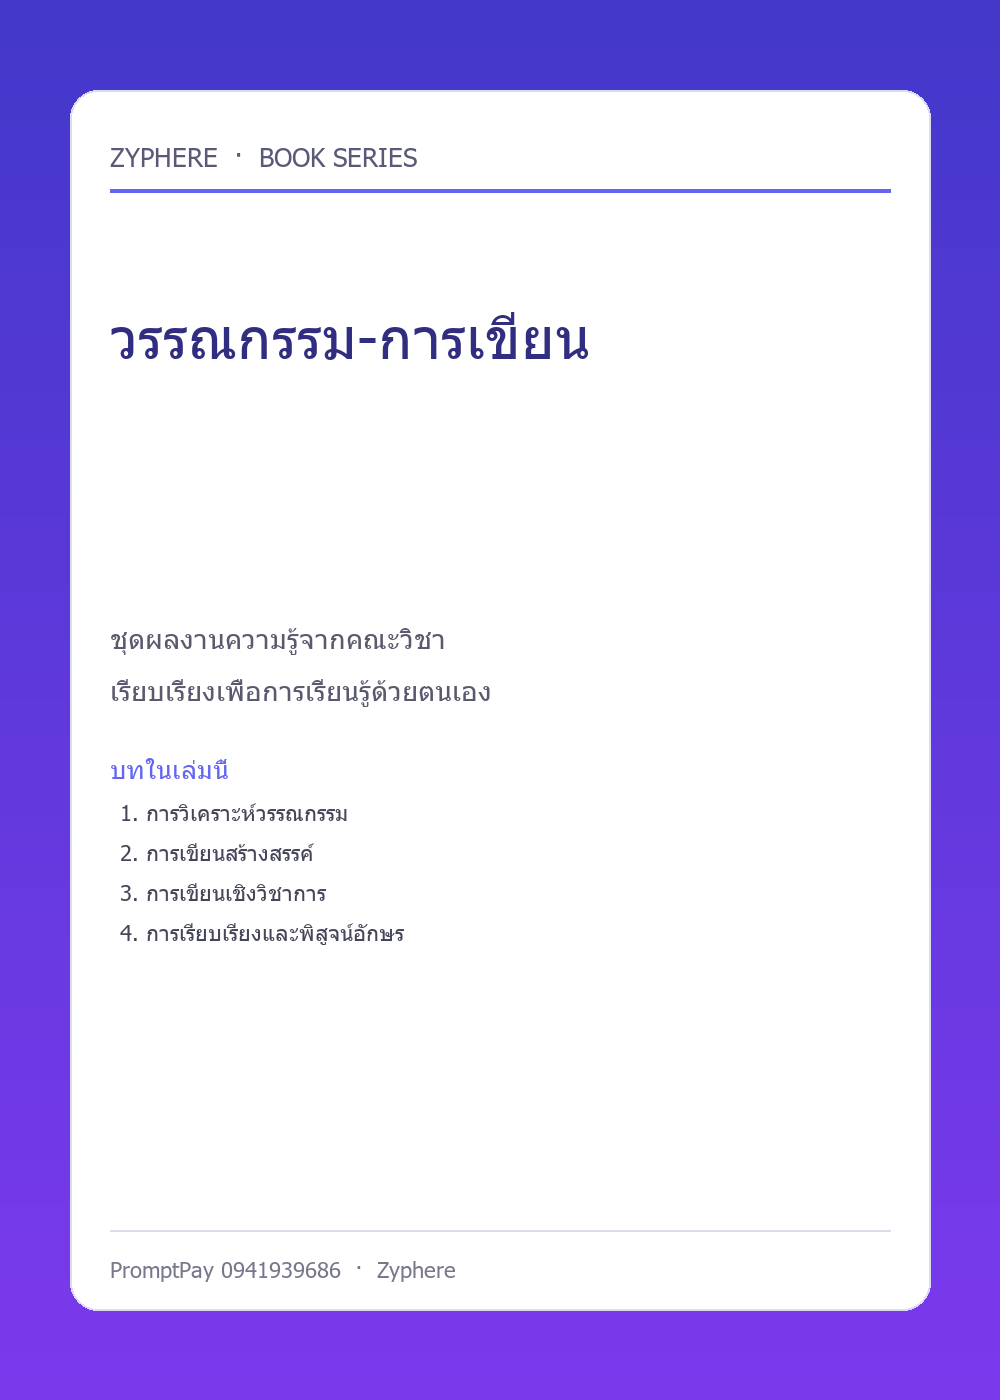 ZYPHERE · BOOK SERIES
วรรณกรรม-การเขียน
ชุดผลงานความรู้จากคณะวิชา
เรียบเรียงเพื่อการเรียนรู้ด้วยตนเอง
บทในเล่มนี้
1. การวิเคราะห์วรรณกรรม
2. การเขียนสร้างสรรค์
3. การเขียนเชิงวิชาการ
4. การเรียบเรียงและพิสูจน์อักษร
PromptPay 0941939686 · Zyphere